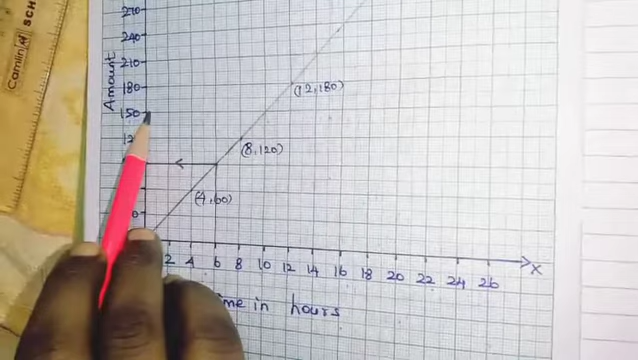 Camlin SCH
270
240
210
180
150
Amount
(12,180)
(8,120)
(4,60)
2 4 6 8 10 12 14 16 18 20 22 24 26 X
in hours